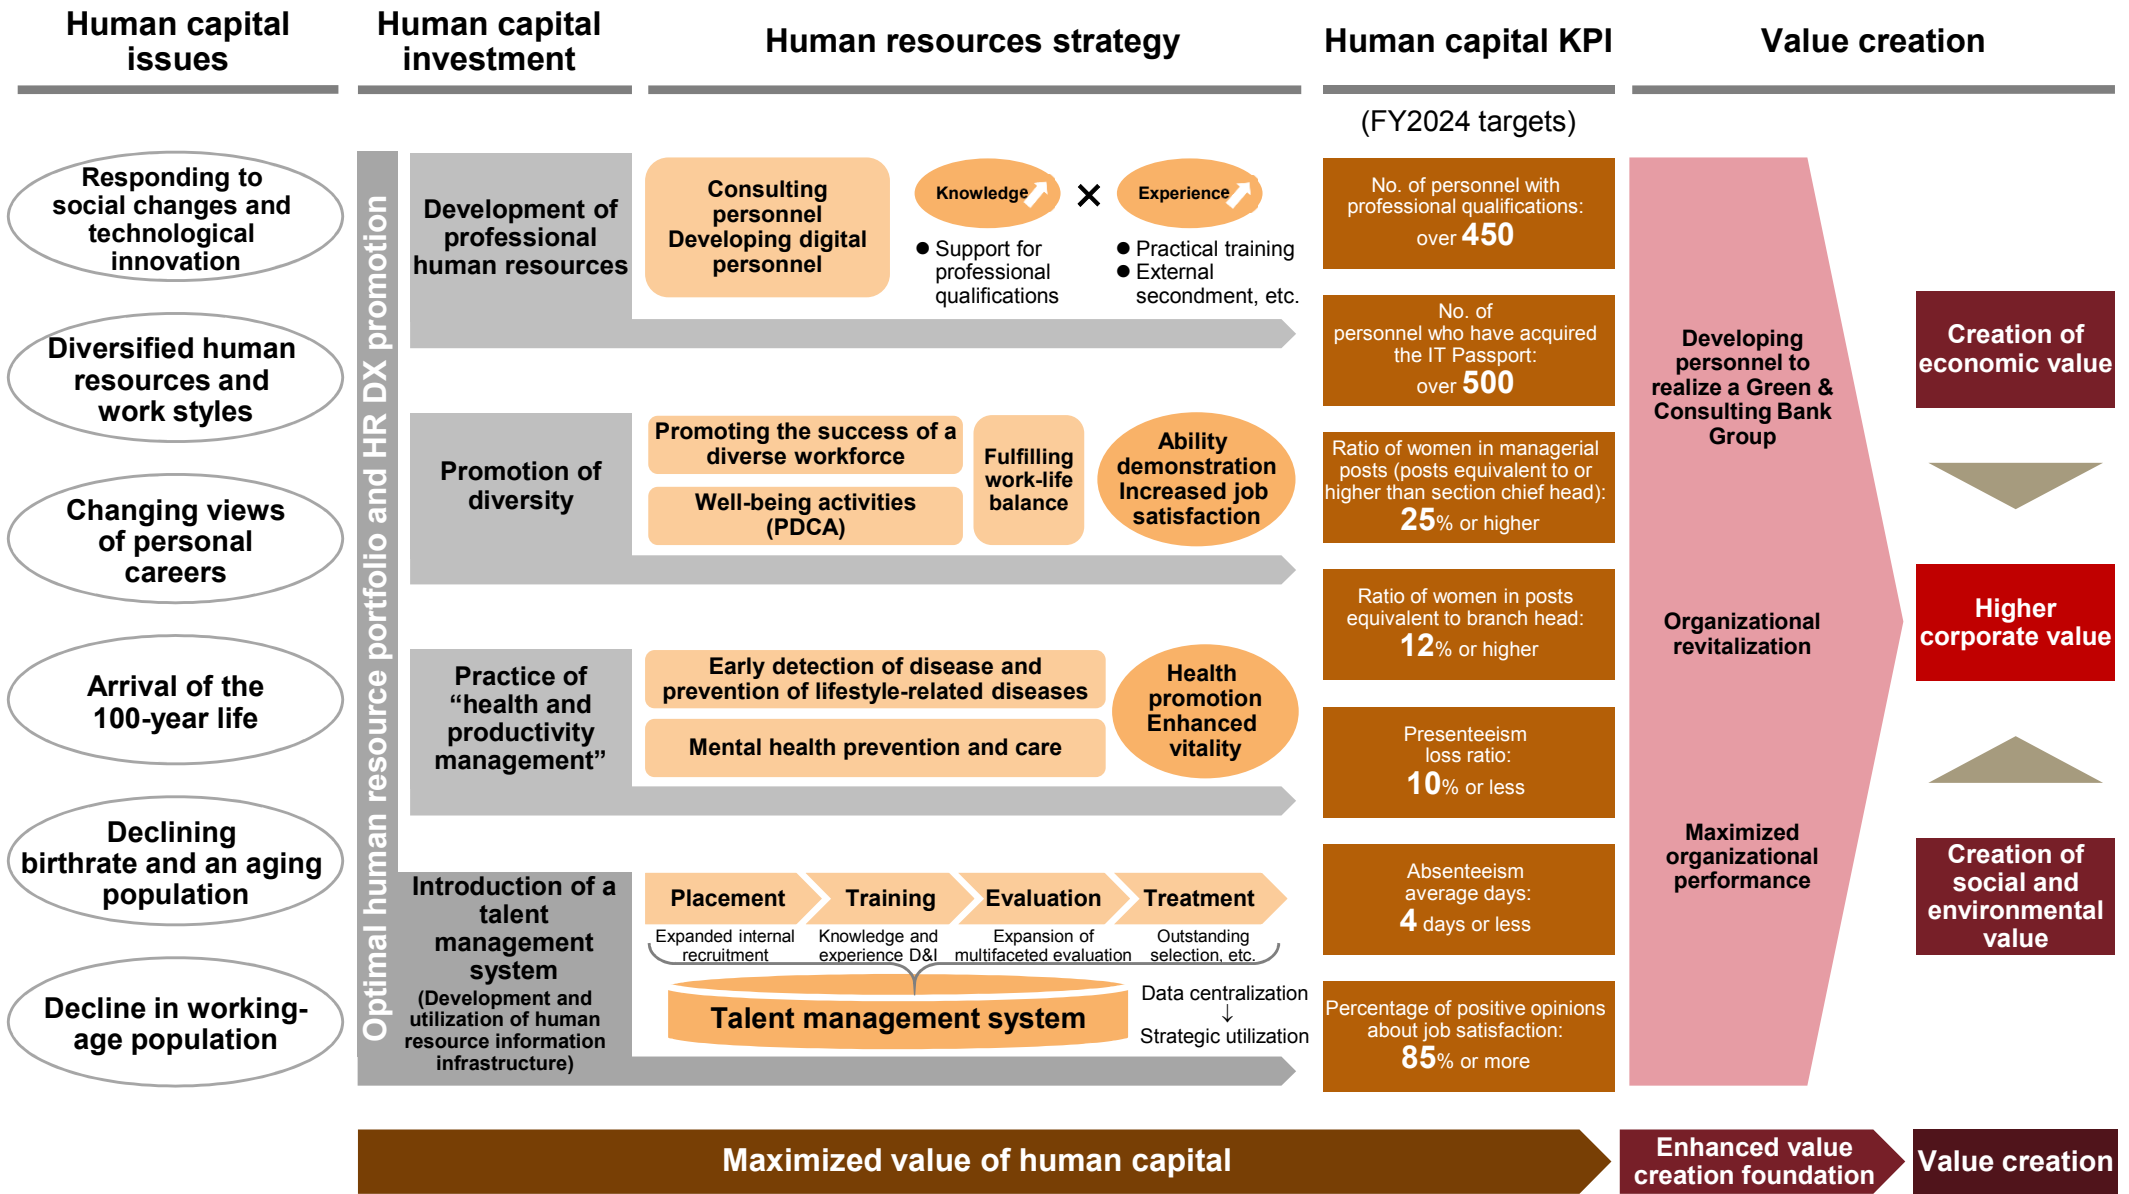 Human capital
issues
Human capital
investment
Human resources strategy
Human capital KPI
Value creation
(FY2024 targets)
Responding to
social changes and
technological
innovation
Diversified human
resources and
work styles
Changing views
of personal
careers
Arrival of the
100-year life
Declining
birthrate and an aging
population
Decline in working-
age population
Optimal human resource portfolio and HR DX promotion
Development of
professional
human resources
Consulting
personnel
Developing digital
personnel
Knowledge
×
Experience
● Support for
professional
qualifications
● Practical training
● External
secondment, etc.
Promotion of
diversity
Promoting the success of a
diverse workforce
Well-being activities
(PDCA)
Fulfilling
work-life
balance
Ability
demonstration
Increased job
satisfaction
Practice of
“health and
productivity
management”
Early detection of disease and
prevention of lifestyle-related diseases
Mental health prevention and care
Health
promotion
Enhanced
vitality
Introduction of a
talent
management
system
(Development and
utilization of human
resource information
infrastructure)
Placement
Training
Evaluation
Treatment
Expanded internal
recruitment
Knowledge and
experience D&I
Expansion of
multifaceted evaluation
Outstanding
selection, etc.
Talent management system
Data centralization
↓
Strategic utilization
No. of personnel with
professional qualifications:
over 450
No. of
personnel who have acquired
the IT Passport:
over 500
Ratio of women in managerial
posts (posts equivalent to or
higher than section chief head):
25% or higher
Ratio of women in posts
equivalent to branch head:
12% or higher
Presenteeism
loss ratio:
10% or less
Absenteeism
average days:
4 days or less
Percentage of positive opinions
about job satisfaction:
85% or more
Developing
personnel to
realize a Green &
Consulting Bank
Group
Organizational
revitalization
Maximized
organizational
performance
Creation of
economic value
Higher
corporate value
Creation of
social and
environmental
value
Maximized value of human capital
Enhanced value
creation foundation
Value creation